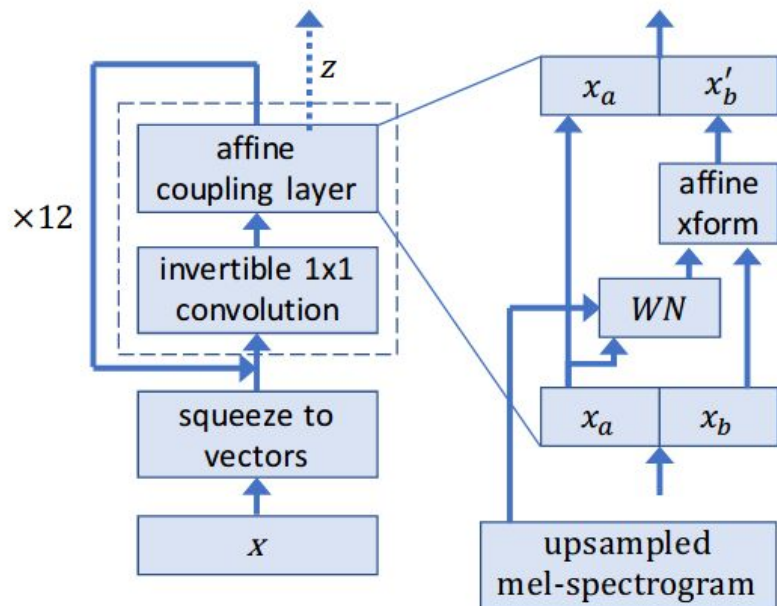 z
affine
coupling layer
×12
invertible 1x1
convolution
squeeze to
vectors
x
x_a x_b′
affine
xform
WN
x_a x_b
upsampled
mel-spectrogram